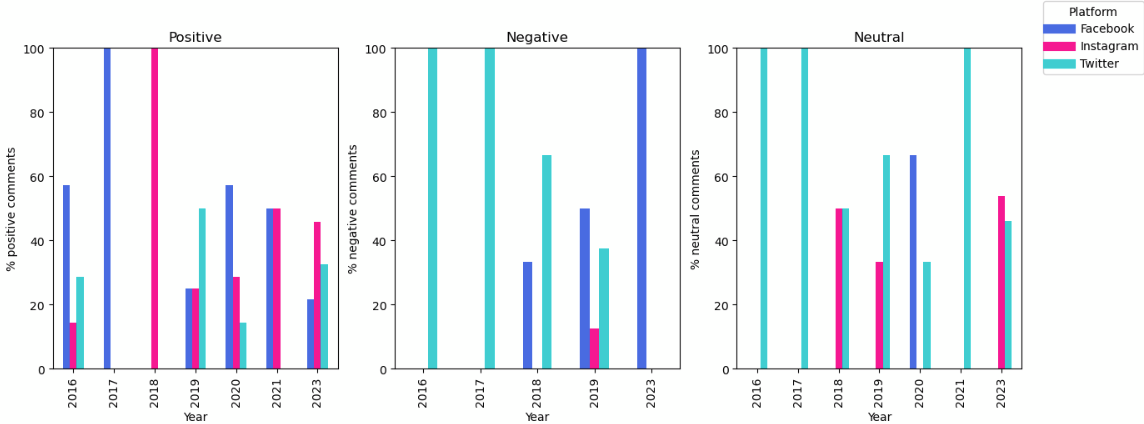 Platform
Facebook
Instagram
Twitter
Positive
% positive comments
100
80
60
40
20
0
2016
2017
2018
2019
2020
2021
2023
Year
Negative
% negative comments
100
80
60
40
20
0
2016
2017
2018
2019
2023
Year
Neutral
% neutral comments
100
80
60
40
20
0
2016
2017
2018
2019
2020
2021
2023
Year